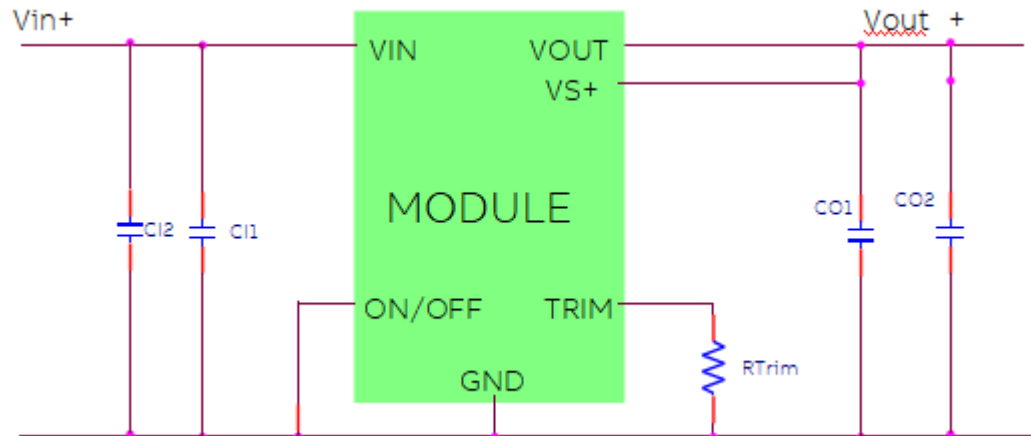 Vin+
Vout +
VIN
VOUT
VS+
MODULE
CI2
CI1
CO1
CO2
ON/OFF
TRIM
RTrim
GND